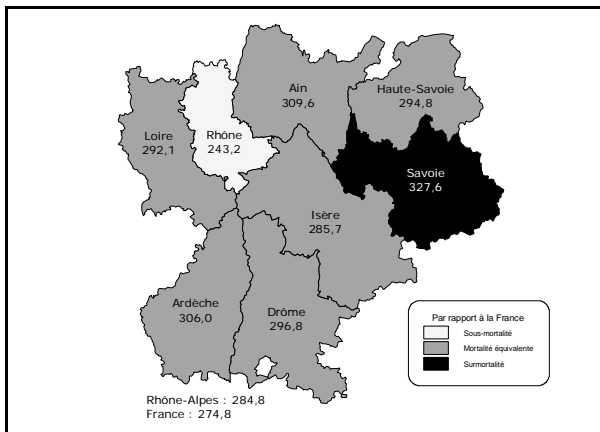 Ain
309,6
Haute-Savoie
294,8
Loire
292,1
Rhône
243,2
Savoie
327,6
Isère
285,7
Ardèche
306,0
Drôme
296,8
Par rapport à la France
Sous-mortalité
Mortalité équivalente
Surmortalité
Rhône-Alpes : 284,8
France : 274,8